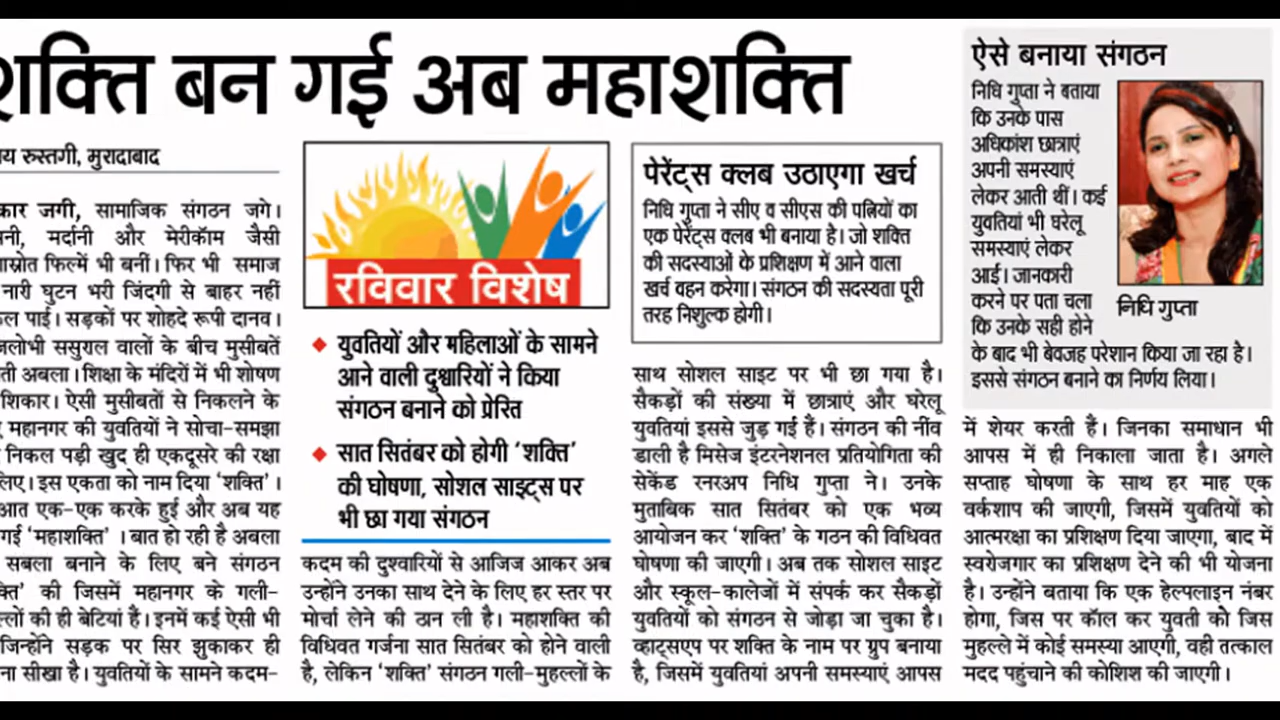 शक्ति बन गई अब महाशक्ति
रुस्तगी, मुरादाबाद
जगी, सामाजिक संगठन जगे।
मर्दानी और मेरीकॉम जैसी
फिल्में भी बनीं। फिर भी समाज
नारी घुटन भरी जिंदगी से बाहर नहीं
पाई। सड़कों पर शोहदे रूपी दानव।
ससुराल वालों के बीच मुसीबतें
अबला। शिक्षा के मंदिरों में भी शोषण
शिकार। ऐसी मुसीबतों से निकलने के
महानगर की युवतियों ने सोचा-समझा
निकल पड़ी खुद ही एकदूसरे की रक्षा
लिए। इस एकता को नाम दिया 'शक्ति'।
एक-एक करके हुई और अब यह
गई 'महाशक्ति'। बात हो रही है अबला
सबला बनाने के लिए बने संगठन
की जिसमें महानगर के गली-
की ही बेटियां हैं। इनमें कई ऐसी भी
जिन्होंने सड़क पर सिर झुकाकर ही
सीखा है। युवतियों के सामने कदम-
रविवार विशेष
युवतियों और महिलाओं के सामने
आने वाली दुश्वारियों ने किया
संगठन बनाने को प्रेरित
सात सितंबर को होगी 'शक्ति'
की घोषणा, सोशल साइट्स पर
भी छा गया संगठन
कदम की दुश्वारियों से आजिज आकर अब
उन्होंने उनका साथ देने के लिए हर स्तर पर
मोर्चा लेने की ठान ली है। महाशक्ति की
विधिवत गर्जना सात सितंबर को होने वाली
है, लेकिन 'शक्ति' संगठन गली-मुहल्लों के
पेरेंट्स क्लब उठाएगा खर्च
निधि गुप्ता ने सीए व सीएस की पत्नियों का
एक पेरेंट्स क्लब भी बनाया है। जो शक्ति
की सदस्याओं के प्रशिक्षण में आने वाला
खर्च वहन करेगा। संगठन की सदस्यता पूरी
तरह निशुल्क होगी।
साथ सोशल साइट पर भी छा गया है।
सैकड़ों की संख्या में छात्राएं और घरेलू
युवतियां इससे जुड़ गई हैं। संगठन की नींव
डाली है मिसेज इंटरनेशनल प्रतियोगिता की
सेकेंड रनरअप निधि गुप्ता ने। उनके
मुताबिक सात सितंबर को एक भव्य
आयोजन कर 'शक्ति' के गठन की विधिवत
घोषणा की जाएगी। अब तक सोशल साइट
और स्कूल-कालेजों में संपर्क कर सैकड़ों
युवतियों को संगठन से जोड़ा जा चुका है।
व्हाट्सएप पर शक्ति के नाम पर ग्रुप बनाया
है, जिसमें युवतियां अपनी समस्याएं आपस
ऐसे बनाया संगठन
निधि गुप्ता ने बताया
कि उनके पास
अधिकांश छात्राएं
अपनी समस्याएं
लेकर आती थीं। कई
युवतियां भी घरेलू
समस्याएं लेकर
आई। जानकारी
करने पर पता चला
कि उनके सही होने
के बाद भी बेवजह परेशान किया जा रहा है।
इससे संगठन बनाने का निर्णय लिया।
निधि गुप्ता
में शेयर करती हैं। जिनका समाधान भी
आपस में ही निकाला जाता है। अगले
सप्ताह घोषणा के साथ हर माह एक
वर्कशाप की जाएगी, जिसमें युवतियों को
आत्मरक्षा का प्रशिक्षण दिया जाएगा, बाद में
स्वरोजगार का प्रशिक्षण देने की भी योजना
है। उन्होंने बताया कि एक हेल्पलाइन नंबर
होगा, जिस पर कॉल कर युवती को जिस
मुहल्ले में कोई समस्या आएगी, वही तत्काल
मदद पहुंचाने की कोशिश की जाएगी।